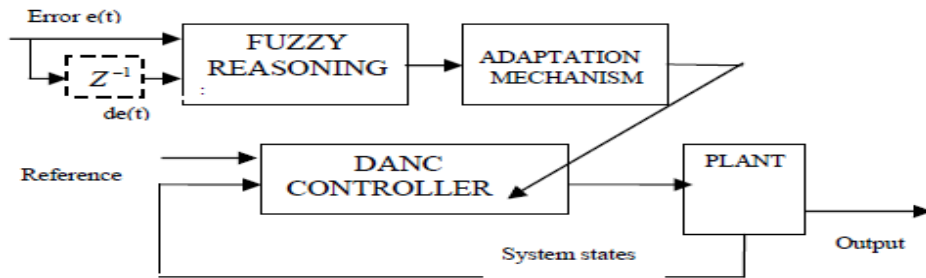 Error e(t)
FUZZY
REASONING
:
Z⁻¹
de(t)
ADAPTATION
MECHANISM
Reference
DANC
CONTROLLER
PLANT
System states
Output